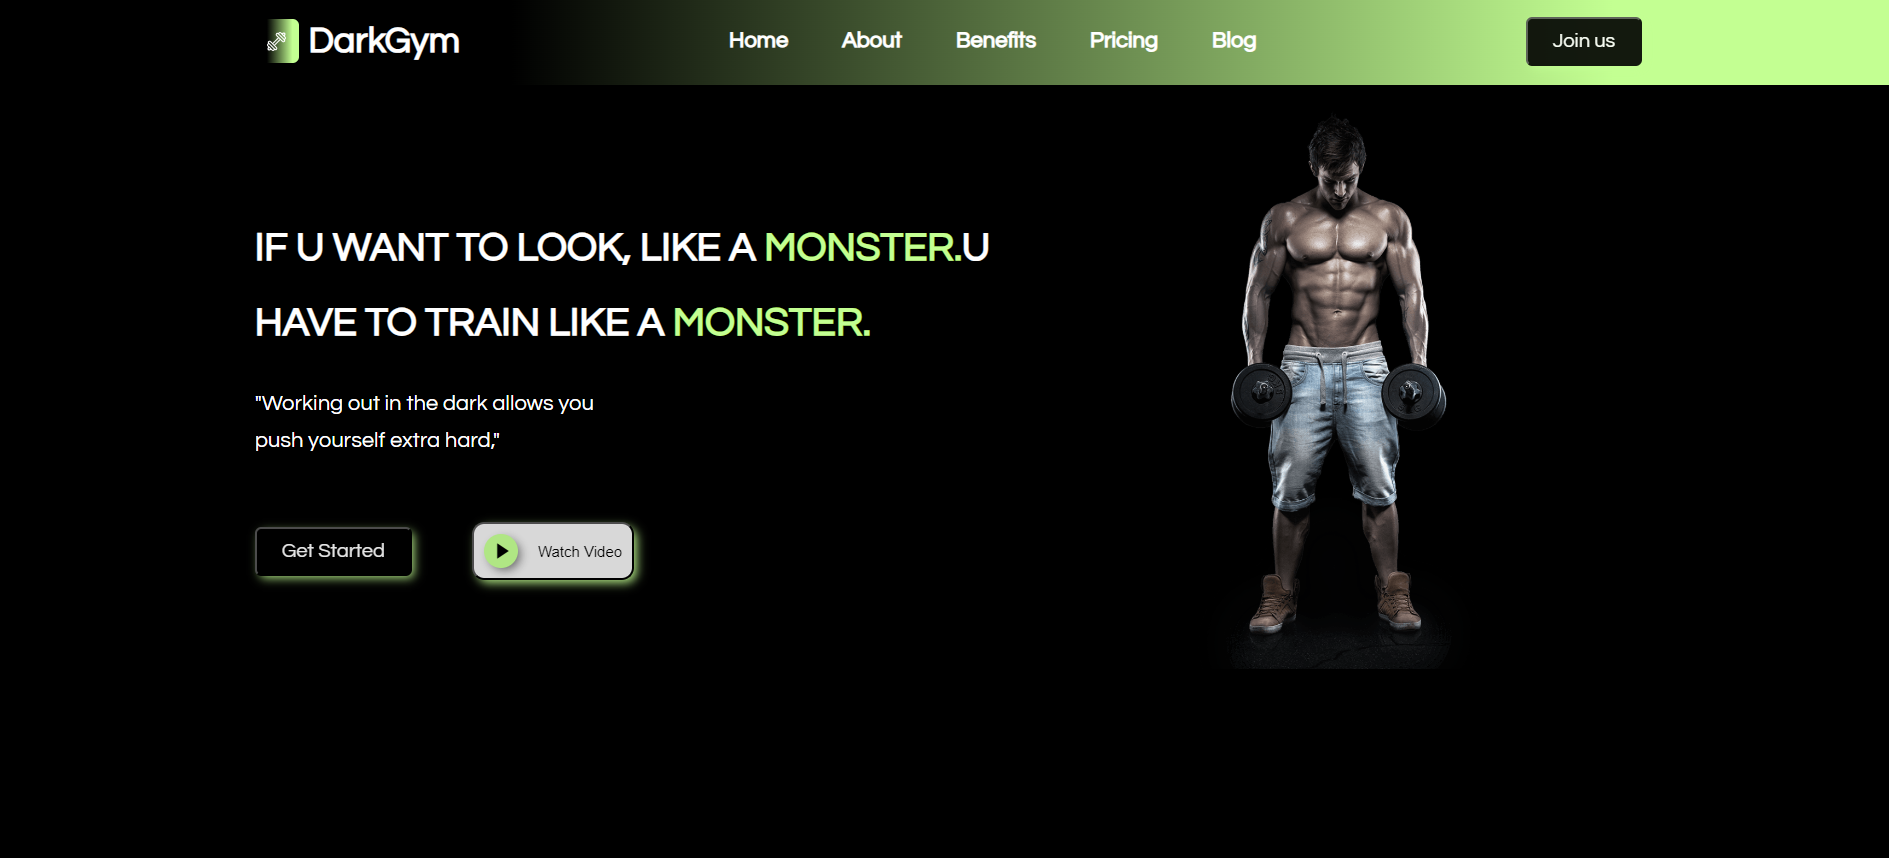 DarkGym
Home About Benefits Pricing Blog
Join us
IF U WANT TO LOOK, LIKE A MONSTER.U
HAVE TO TRAIN LIKE A MONSTER.
"Working out in the dark allows you
push yourself extra hard,"
Get Started
Watch Video